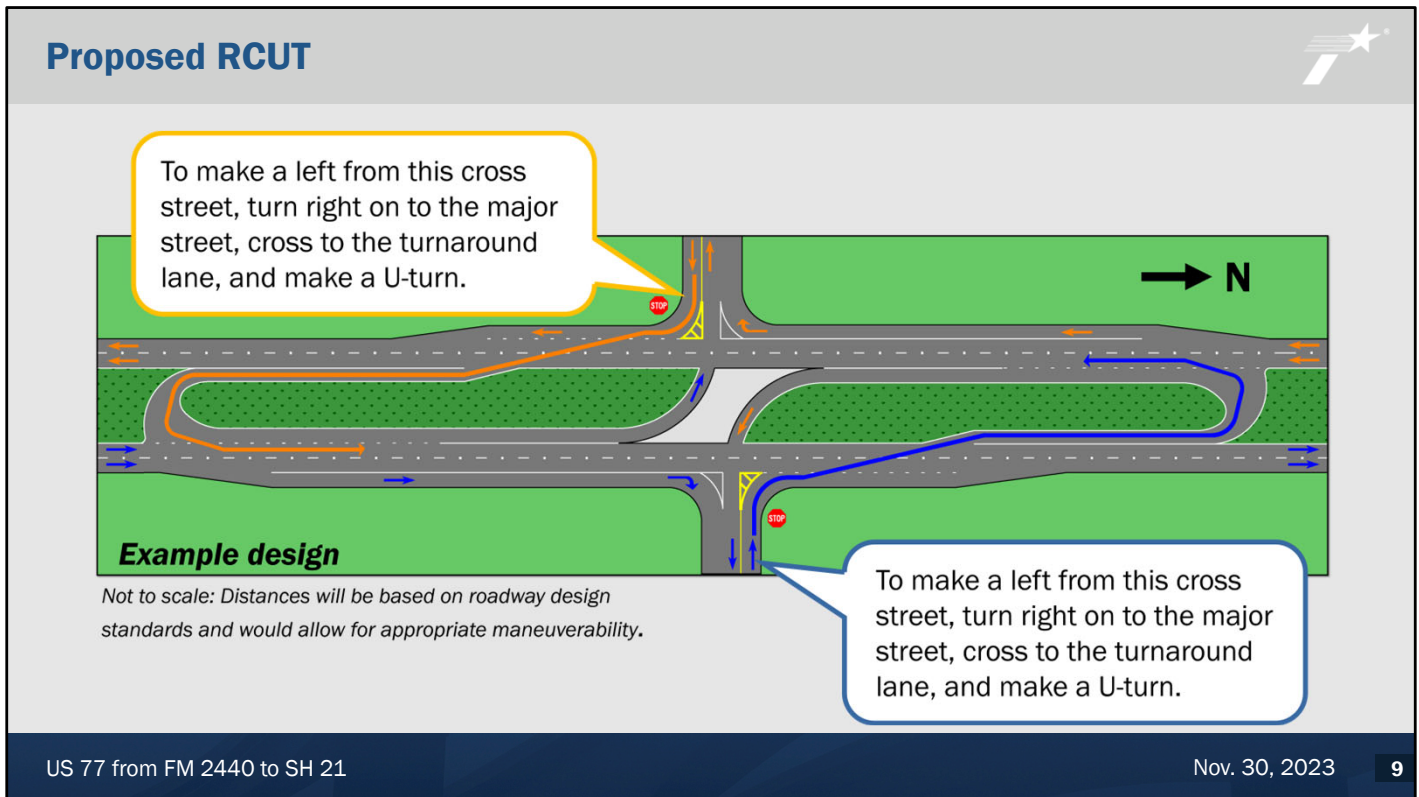 Proposed RCUT
To make a left from this cross
street, turn right on to the major
street, cross to the turnaround
lane, and make a U-turn.
N
STOP
STOP
Example design
Not to scale: Distances will be based on roadway design
standards and would allow for appropriate maneuverability.
To make a left from this cross
street, turn right on to the major
street, cross to the turnaround
lane, and make a U-turn.
US 77 from FM 2440 to SH 21
Nov. 30, 2023
9